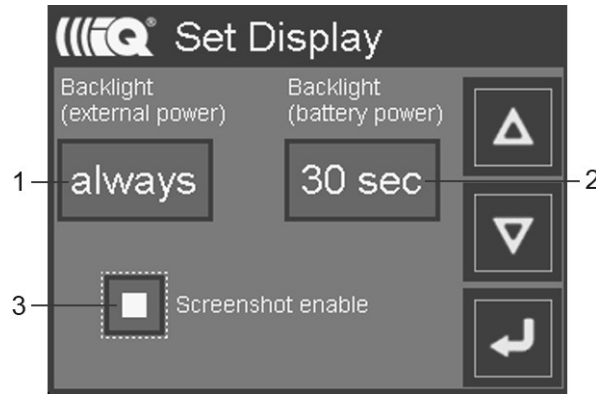 iQ® Set Display
Backlight
(external power)
Backlight
(battery power)
1
always
30 sec
2
3
Screenshot enable